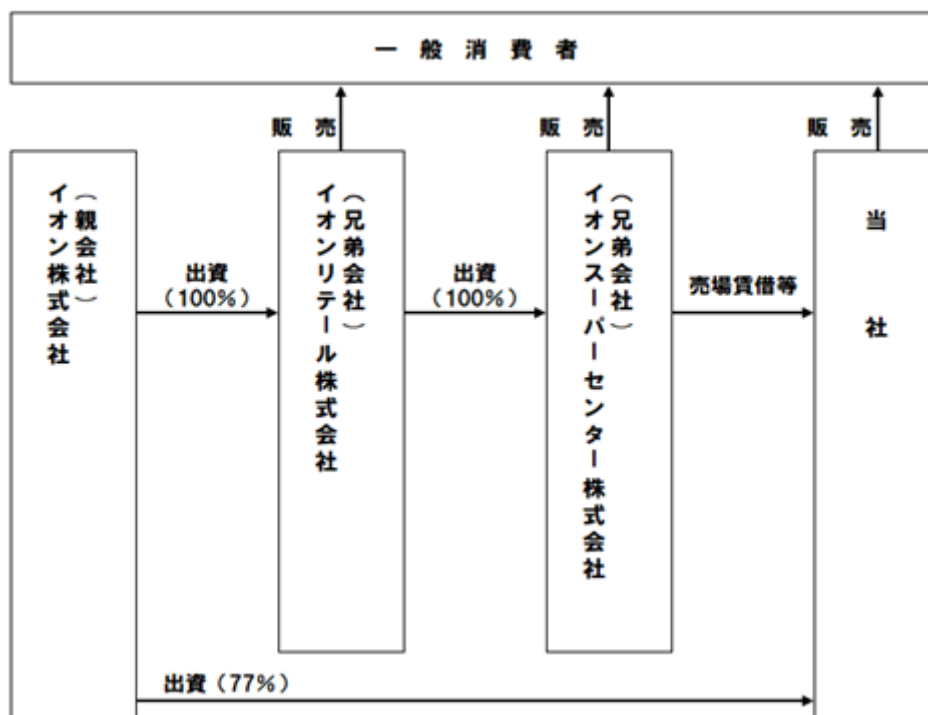 一般消費者
販売
販売
販売
（親会社）
イオン株式会社
出資
（100％）
（兄弟会社）
イオンリテール株式会社
出資
（100％）
（兄弟会社）
イオンスーパーセンター株式会社
売場賃借等
当社
出資（77％）